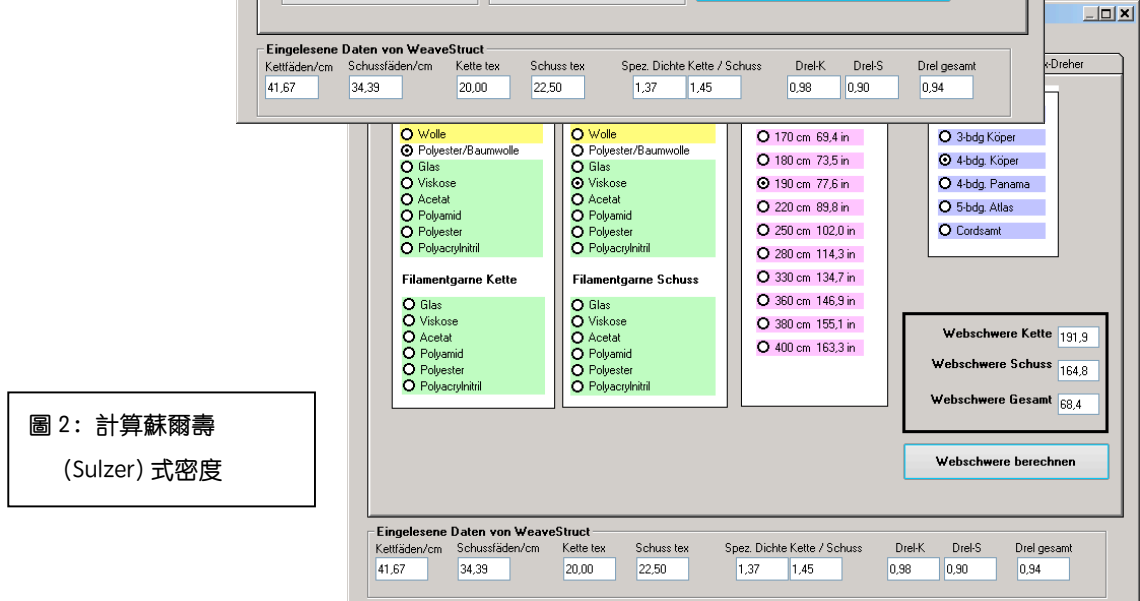 Eingelesene Daten von WeaveStruct
Kettfäden/cm Schussfäden/cm Kette tex Schuss tex Spez. Dichte Kette / Schuss Drel-K Drel-S Drel gesamt
41,67 34,39 20,00 22,50 1,37 1,45 0,98 0,90 0,94
x-Dreher
Wolle
Polyester/Baumwolle
Glas
Viskose
Acetat
Polyamid
Polyester
Polyacrylnitril
Filamentgarne Kette
Glas
Viskose
Acetat
Polyamid
Polyester
Polyacrylnitril
Wolle
Polyester/Baumwolle
Glas
Viskose
Acetat
Polyamid
Polyester
Polyacrylnitril
Filamentgarne Schuss
Glas
Viskose
Acetat
Polyamid
Polyester
Polyacrylnitril
170 cm 69,4 in
180 cm 73,5 in
190 cm 77,6 in
220 cm 89,8 in
250 cm 102,0 in
280 cm 114,3 in
330 cm 134,7 in
360 cm 146,9 in
380 cm 155,1 in
400 cm 163,3 in
3-bdg Köper
4-bdg. Köper
4-bdg. Panama
5-bdg. Atlas
Cordsamt
Webschwere Kette 191,9
Webschwere Schuss 164,8
Webschwere Gesamt 68,4
Webschwere berechnen
圖 2: 計算蘇爾壽
(Sulzer) 式密度
Eingelesene Daten von WeaveStruct
Kettfäden/cm Schussfäden/cm Kette tex Schuss tex Spez. Dichte Kette / Schuss Drel-K Drel-S Drel gesamt
41,67 34,39 20,00 22,50 1,37 1,45 0,98 0,90 0,94